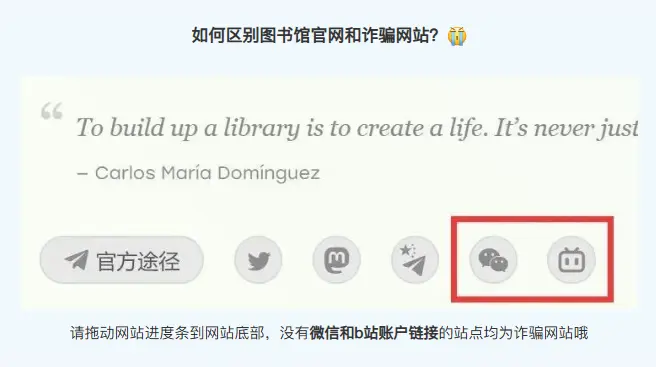 如何区别图书馆官网和诈骗网站？😭
“
To build up a library is to create a life. It’s never just
– Carlos María Domínguez
官方途径
请拖动网站进度条到网站底部，没有微信和b站账户链接的站点均为诈骗网站哦